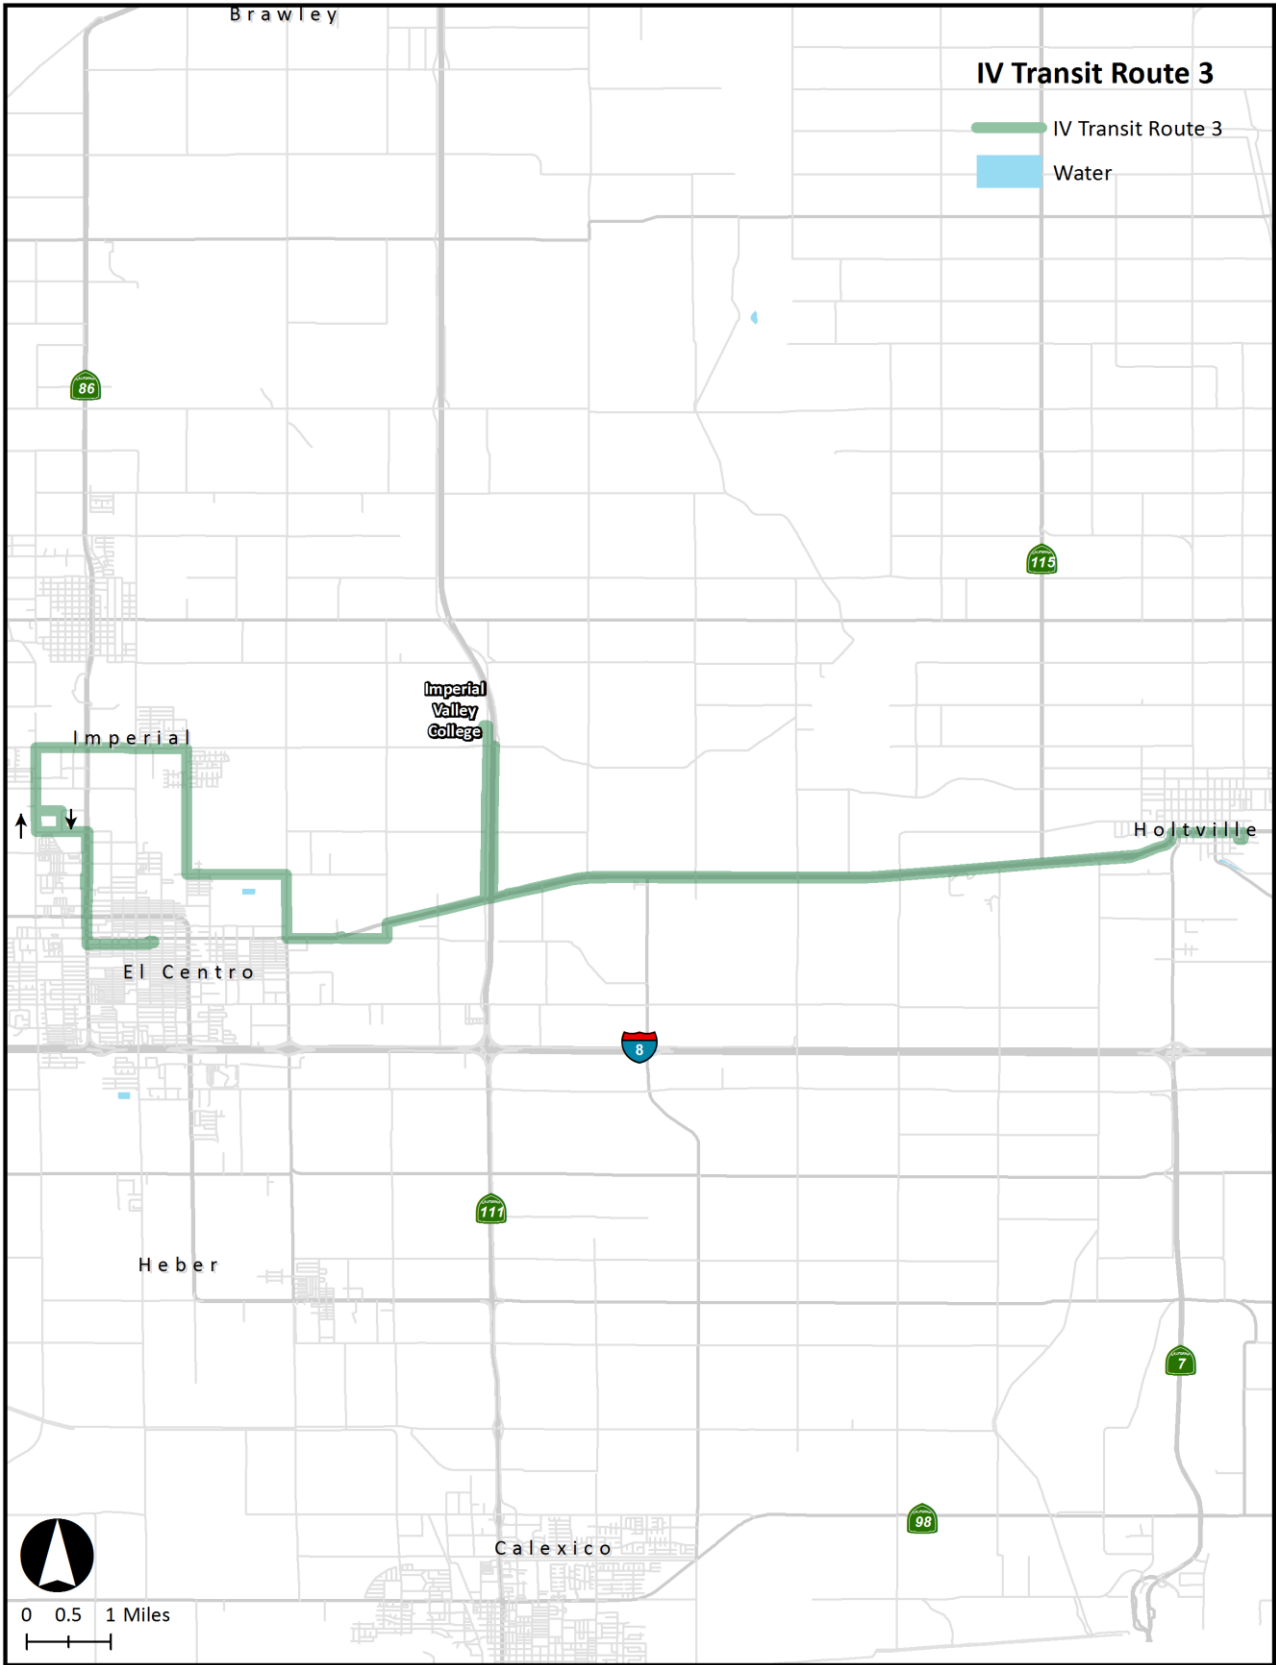 Brawley
IV Transit Route 3
IV Transit Route 3
Water
86
115
Imperial
Valley
College
Imperial
Holtville
El Centro
8
111
Heber
7
98
Calexico
0 0.5 1 Miles